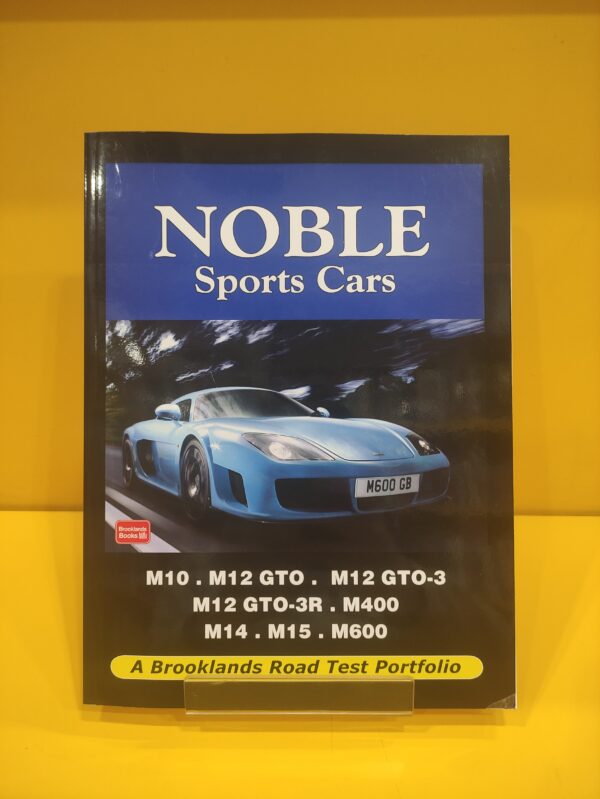 NOBLE
Sports Cars
M600 GB
Brooklands
Books
M10 . M12 GTO . M12 GTO-3
M12 GTO-3R . M400
M14 . M15 . M600
A Brooklands Road Test Portfolio